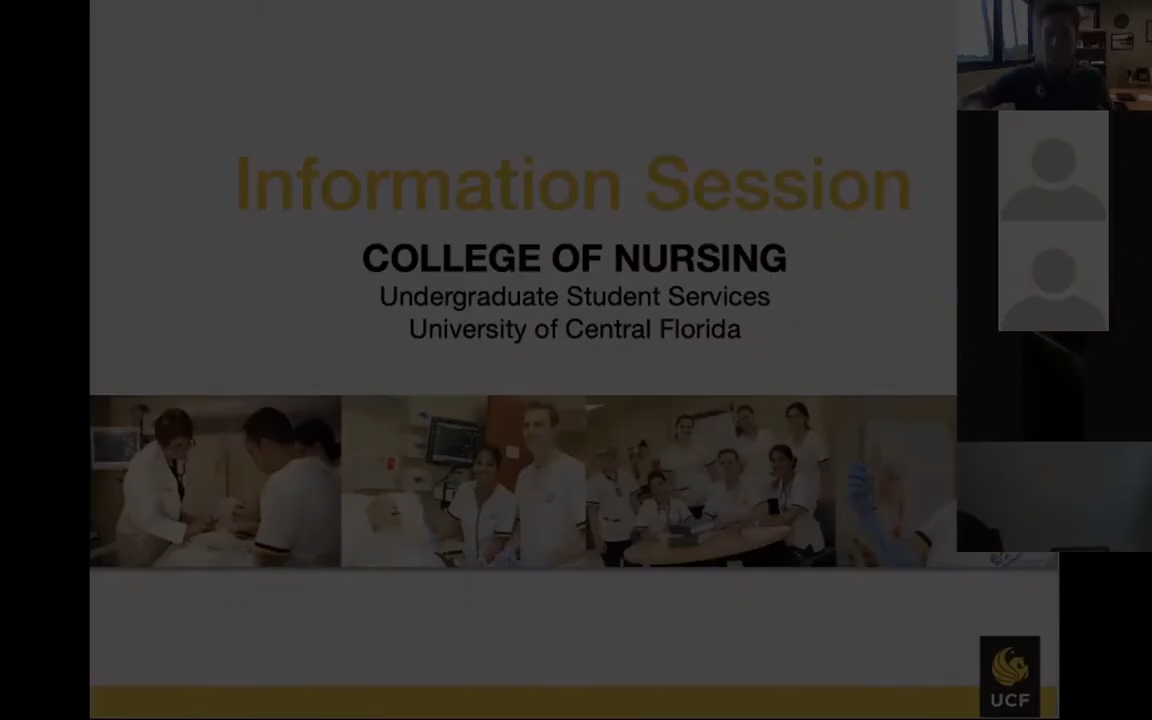 Information Session
COLLEGE OF NURSING
Undergraduate Student Services
University of Central Florida
UCF